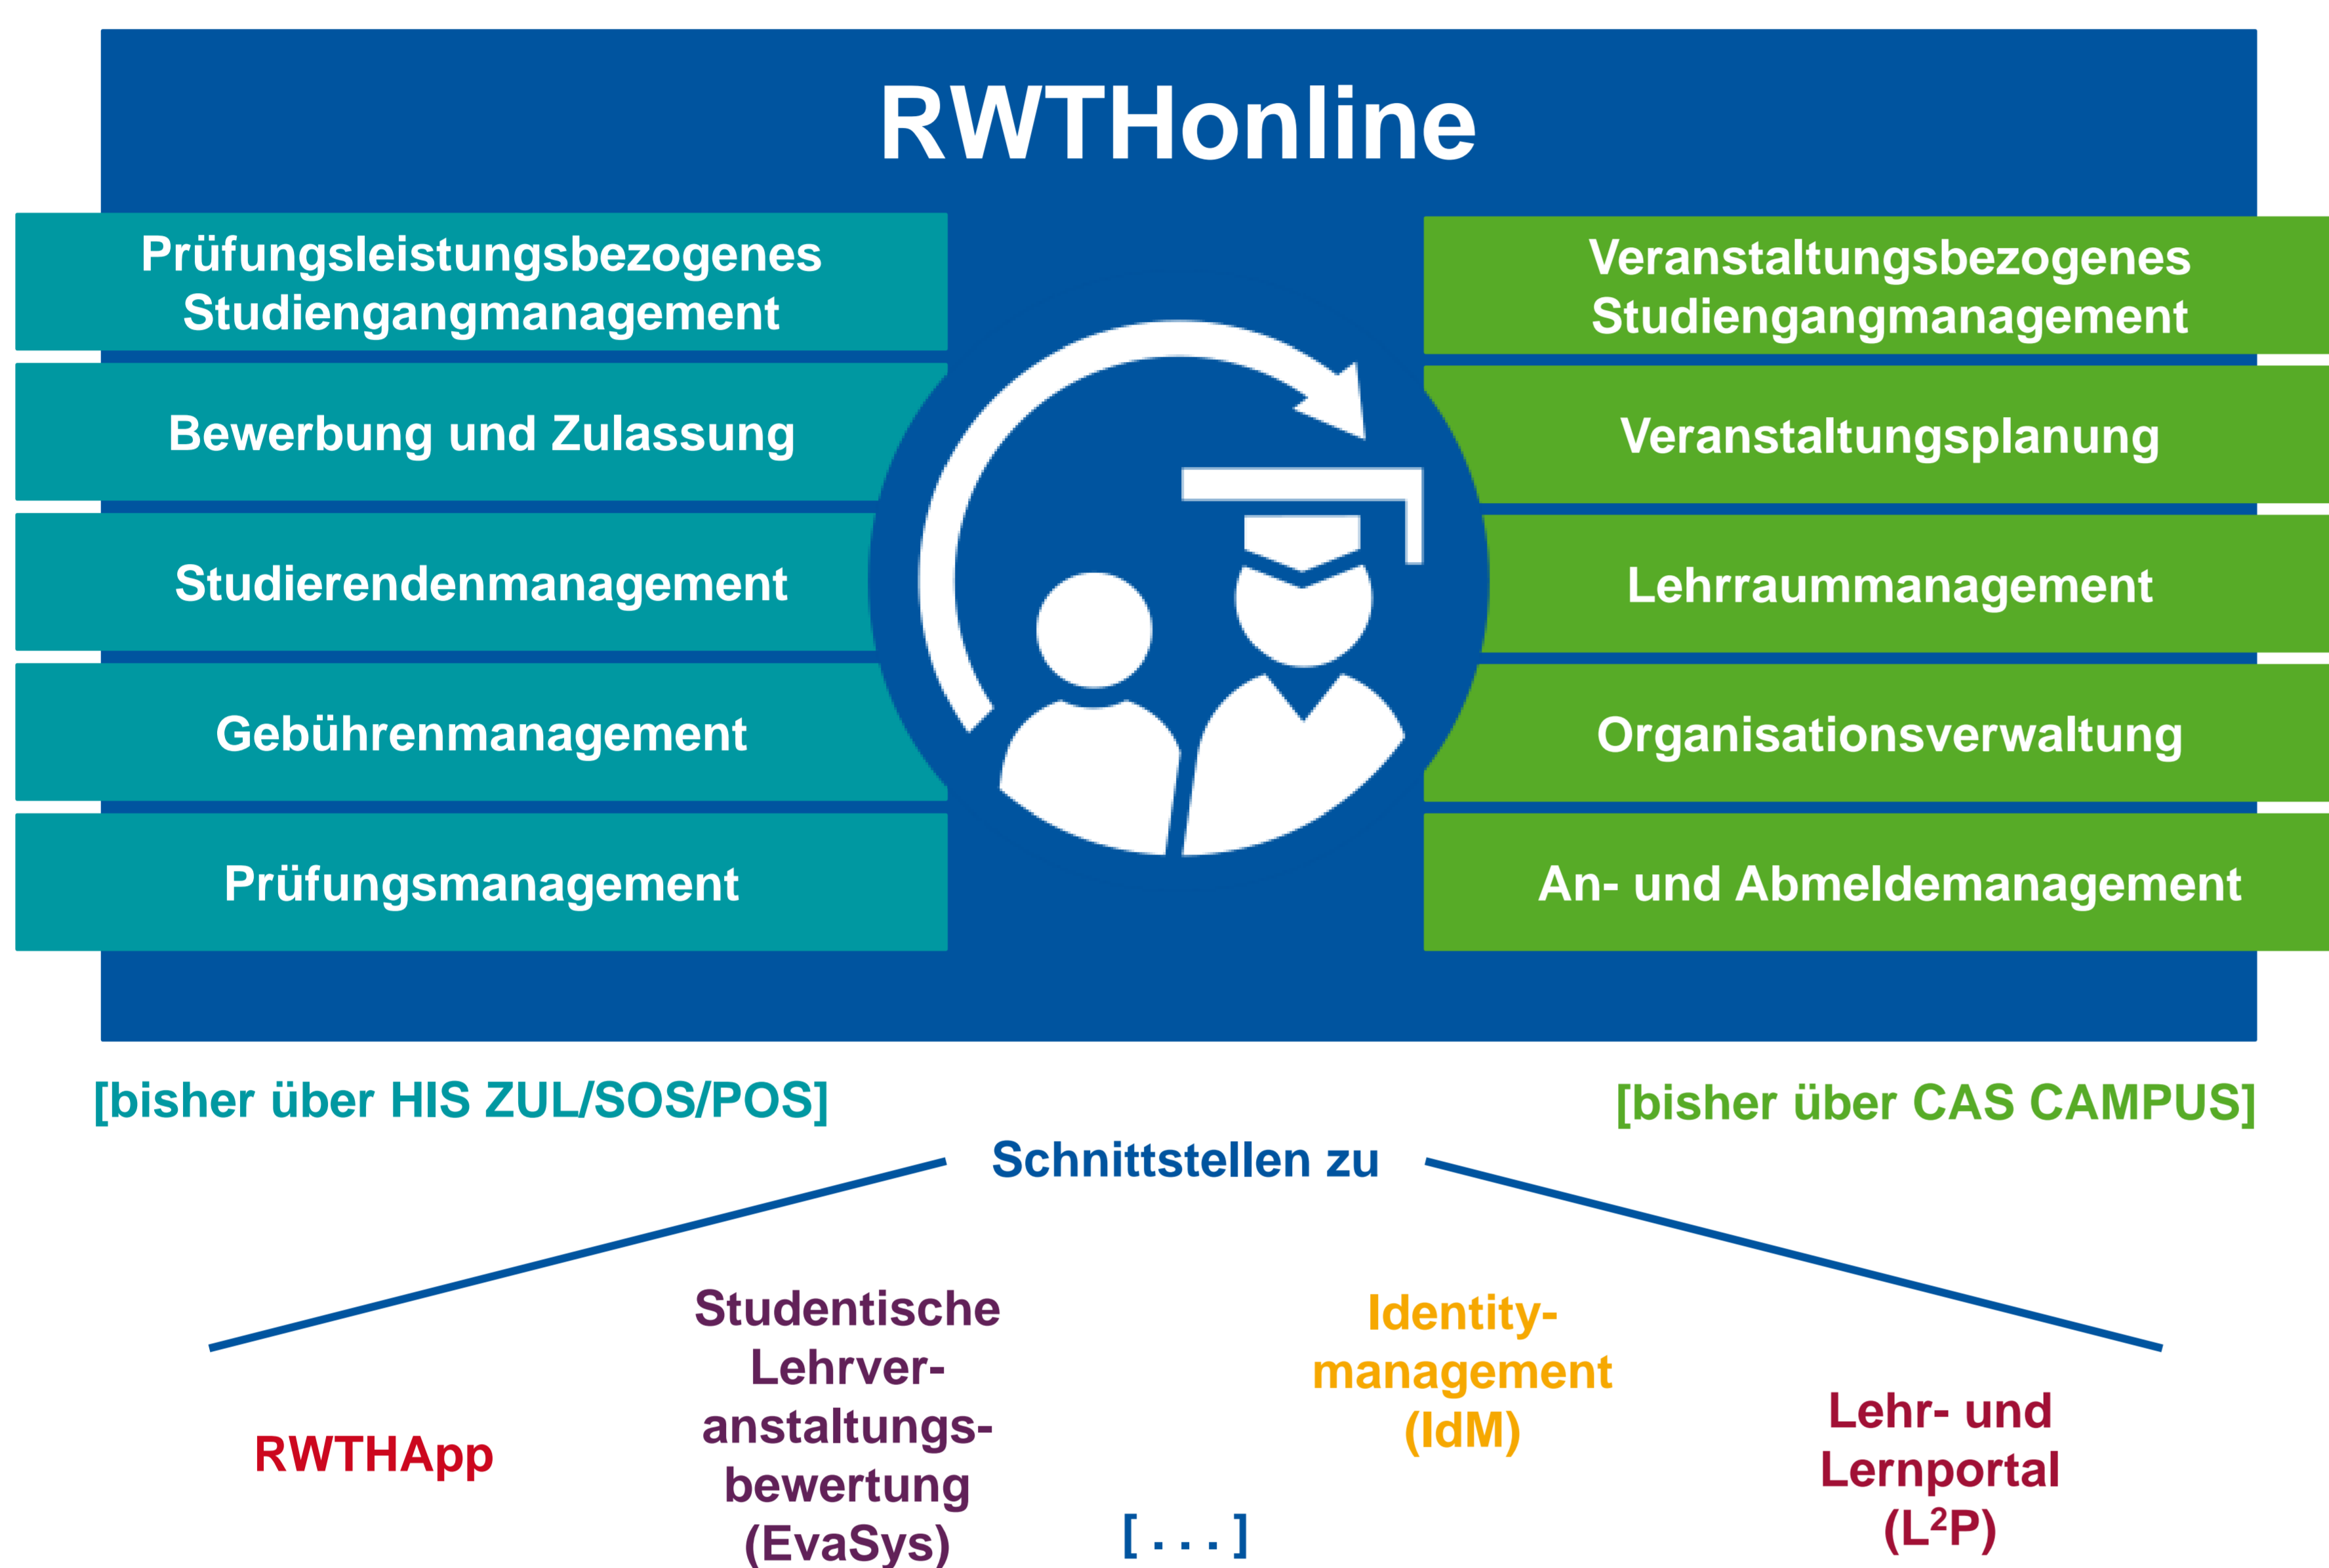 RWTHonline
Prüfungsleistungsbezogenes
Studiengangmanagement
Bewerbung und Zulassung
Studierendenmanagement
Gebührenmanagement
Prüfungsmanagement
Veranstaltungsbezogenes
Studiengangmanagement
Veranstaltungsplanung
Lehrraummanagement
Organisationsverwaltung
An- und Abmeldemanagement
[bisher über HIS ZUL/SOS/POS]
[bisher über CAS CAMPUS]
Schnittstellen zu
RWTHApp
Studentische
Lehrver-
anstaltungs-
bewertung
(EvaSys)
[ . . . ]
Identity-
management
(IdM)
Lehr- und
Lernportal
(L²P)